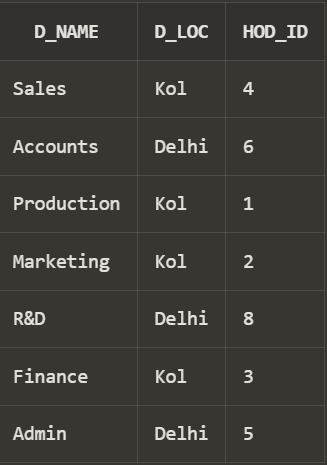 D_NAME D_LOC HOD_ID
Sales Kol 4
Accounts Delhi 6
Production Kol 1
Marketing Kol 2
R&D Delhi 8
Finance Kol 3
Admin Delhi 5